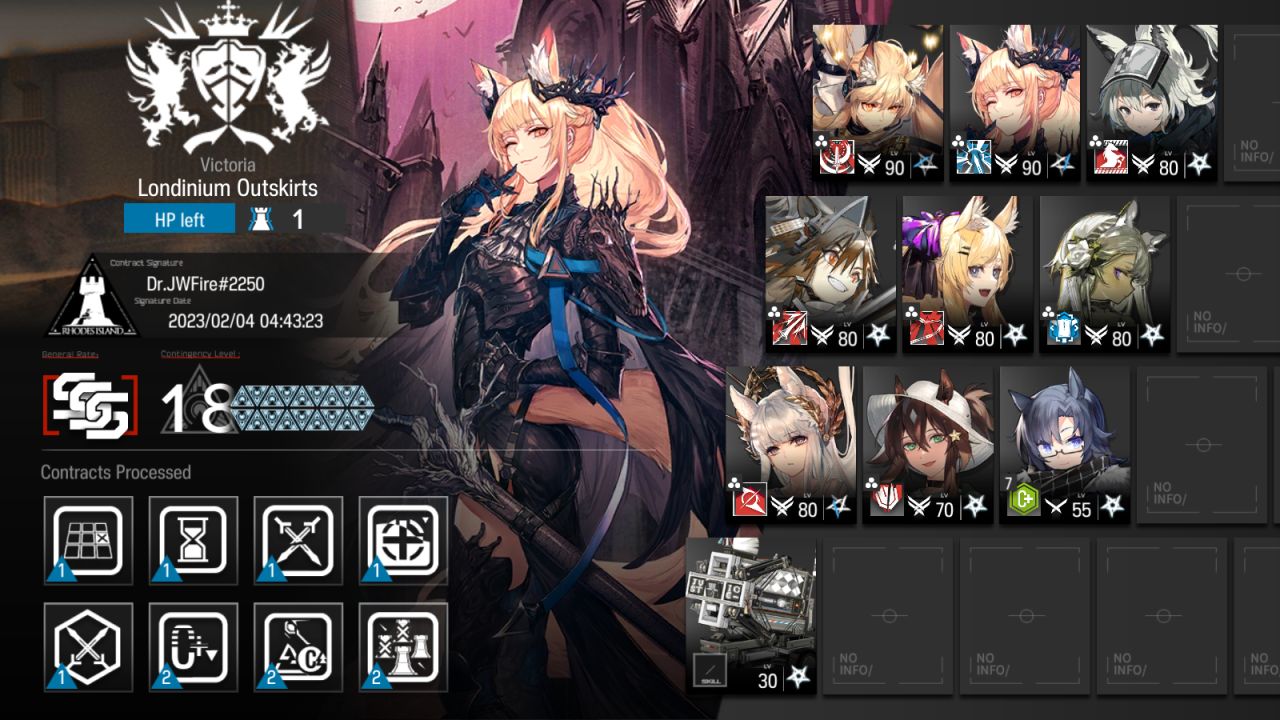 Victoria
Londinium Outskirts
HP left 1
Contract Signature
Dr.JWFire#2250
Signature Date
2023/02/04 04:43:23
RHODES ISLAND
General Rate:
Contingency Level :
18
Contracts Processed
1 1 1 1
1 2 2 2
LV 90
LV 90
LV 80
NO INFO/
LV 80
LV 80
LV 80
NO INFO/
LV 80
LV 70
7 C+ LV 55
NO INFO/
JUSTICE
SKILL
LV 30
NO INFO/
NO INFO/
NO INFO/
NO INFO/